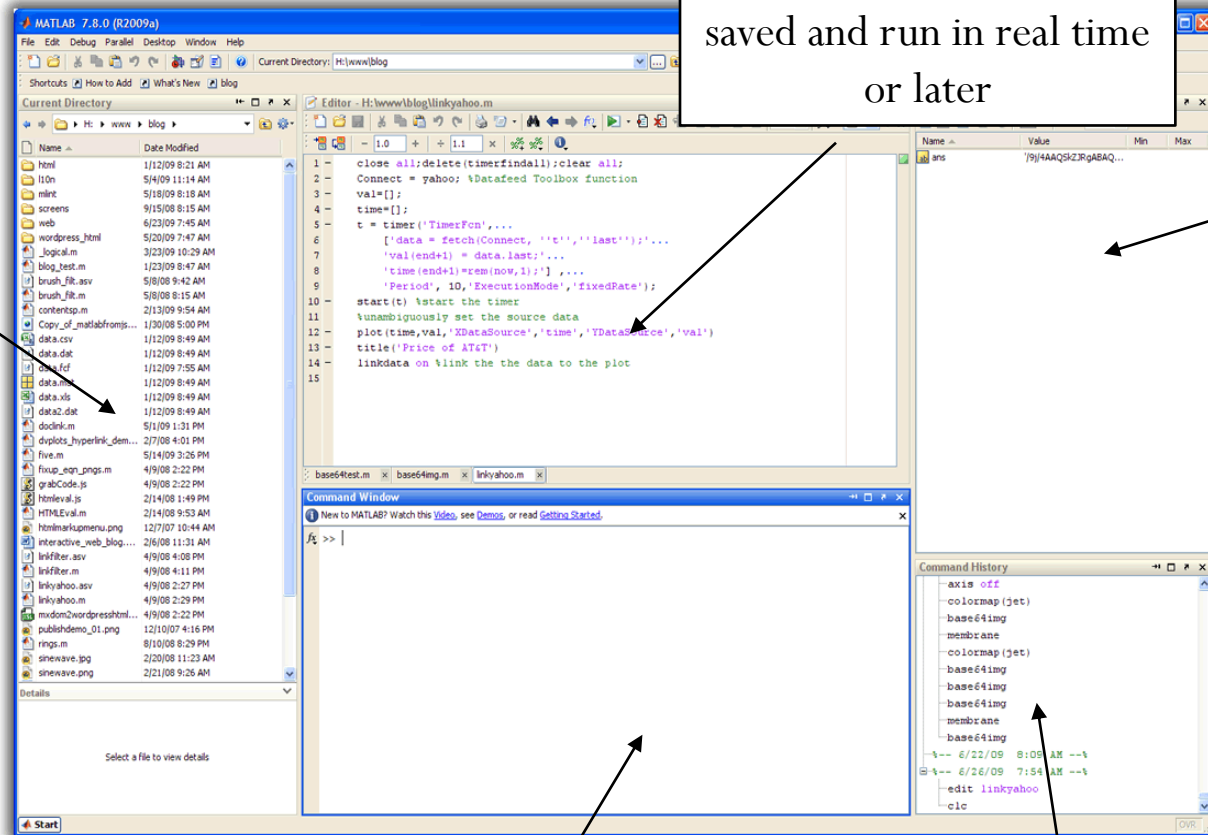 MATLAB 7.8.0 (R2009a)
saved and run in real time
or later
File Edit Debug Parallel Desktop Window Help
Current Directory: H:\www\blog
Shortcuts How to Add What's New blog
Current Directory
H: ▸ www ▸ blog ▸
Name Date Modified
html 1/12/09 8:21 AM
l10n 5/4/09 11:14 AM
mlint 5/18/09 8:18 AM
screens 9/15/08 8:15 AM
web 6/23/09 7:45 AM
wordpress_html 5/20/09 7:47 AM
_logical.m 3/23/09 10:29 AM
blog_test.m 1/23/09 8:47 AM
brush_filt.asv 5/8/08 9:42 AM
brush_filt.m 5/8/08 8:15 AM
contentsp.m 2/13/09 9:54 AM
Copy_of_matlabfromjs... 1/30/08 5:00 PM
data.csv 1/12/09 8:49 AM
data.dat 1/12/09 8:49 AM
data.fcf 1/12/09 7:55 AM
data.mat 1/12/09 8:49 AM
data.xls 1/12/09 8:49 AM
data2.dat 1/12/09 8:49 AM
doclink.m 5/1/09 1:31 PM
dvplots_hyperlink_dem... 2/7/08 4:01 PM
five.m 5/14/09 3:26 PM
fixup_eqn_pngs.m 4/9/08 2:22 PM
grabCode.js 4/9/08 2:22 PM
htmleval.js 2/14/08 1:49 PM
HTMLEval.m 2/14/08 9:53 AM
htmlmarkupmenu.png 12/7/07 10:44 AM
interactive_web_blog.... 2/6/08 11:31 AM
linkfilter.asv 4/9/08 4:08 PM
linkfilter.m 4/9/08 4:11 PM
linkyahoo.asv 4/9/08 2:27 PM
linkyahoo.m 4/9/08 2:29 PM
mxdom2wordpresshtml... 4/9/08 2:22 PM
publishdemo_01.png 12/10/07 4:16 PM
rings.m 8/10/08 8:29 PM
sinewave.jpg 2/20/08 11:23 AM
sinewave.png 2/21/08 9:26 AM
Details
Select a file to view details
Start
Editor - H:\www\blog\linkyahoo.m
− 1.0 + ÷ 1.1 ×
1 − close all;delete(timerfindall);clear all;
2 − Connect = yahoo; %Datafeed Toolbox function
3 − val=[];
4 − time=[];
5 − t = timer('TimerFcn',...
6 ['data = fetch(Connect, ''t'',''last'');'...
7 'val(end+1) = data.last;'...
8 'time(end+1)=rem(now,1);'] ,...
9 'Period', 10,'ExecutionMode','fixedRate');
10 − start(t) %start the timer
11 %unambiguously set the source data
12 − plot(time,val,'XDataSource','time','YDataSource','val')
13 − title('Price of AT&T')
14 − linkdata on %link the the data to the plot
15
base64test.m × base64img.m × linkyahoo.m ×
Command Window
New to MATLAB? Watch this Video, see Demos, or read Getting Started.
fx >>
Name Value Min Max
ans '/9j/4AAQSkZJRgABAQ...
Command History
axis off
colormap(jet)
base64img
membrane
colormap(jet)
base64img
base64img
base64img
membrane
base64img
%-- 6/22/09 8:09 AM --%
%-- 6/26/09 7:54 AM --%
edit linkyahoo
clc
OVR